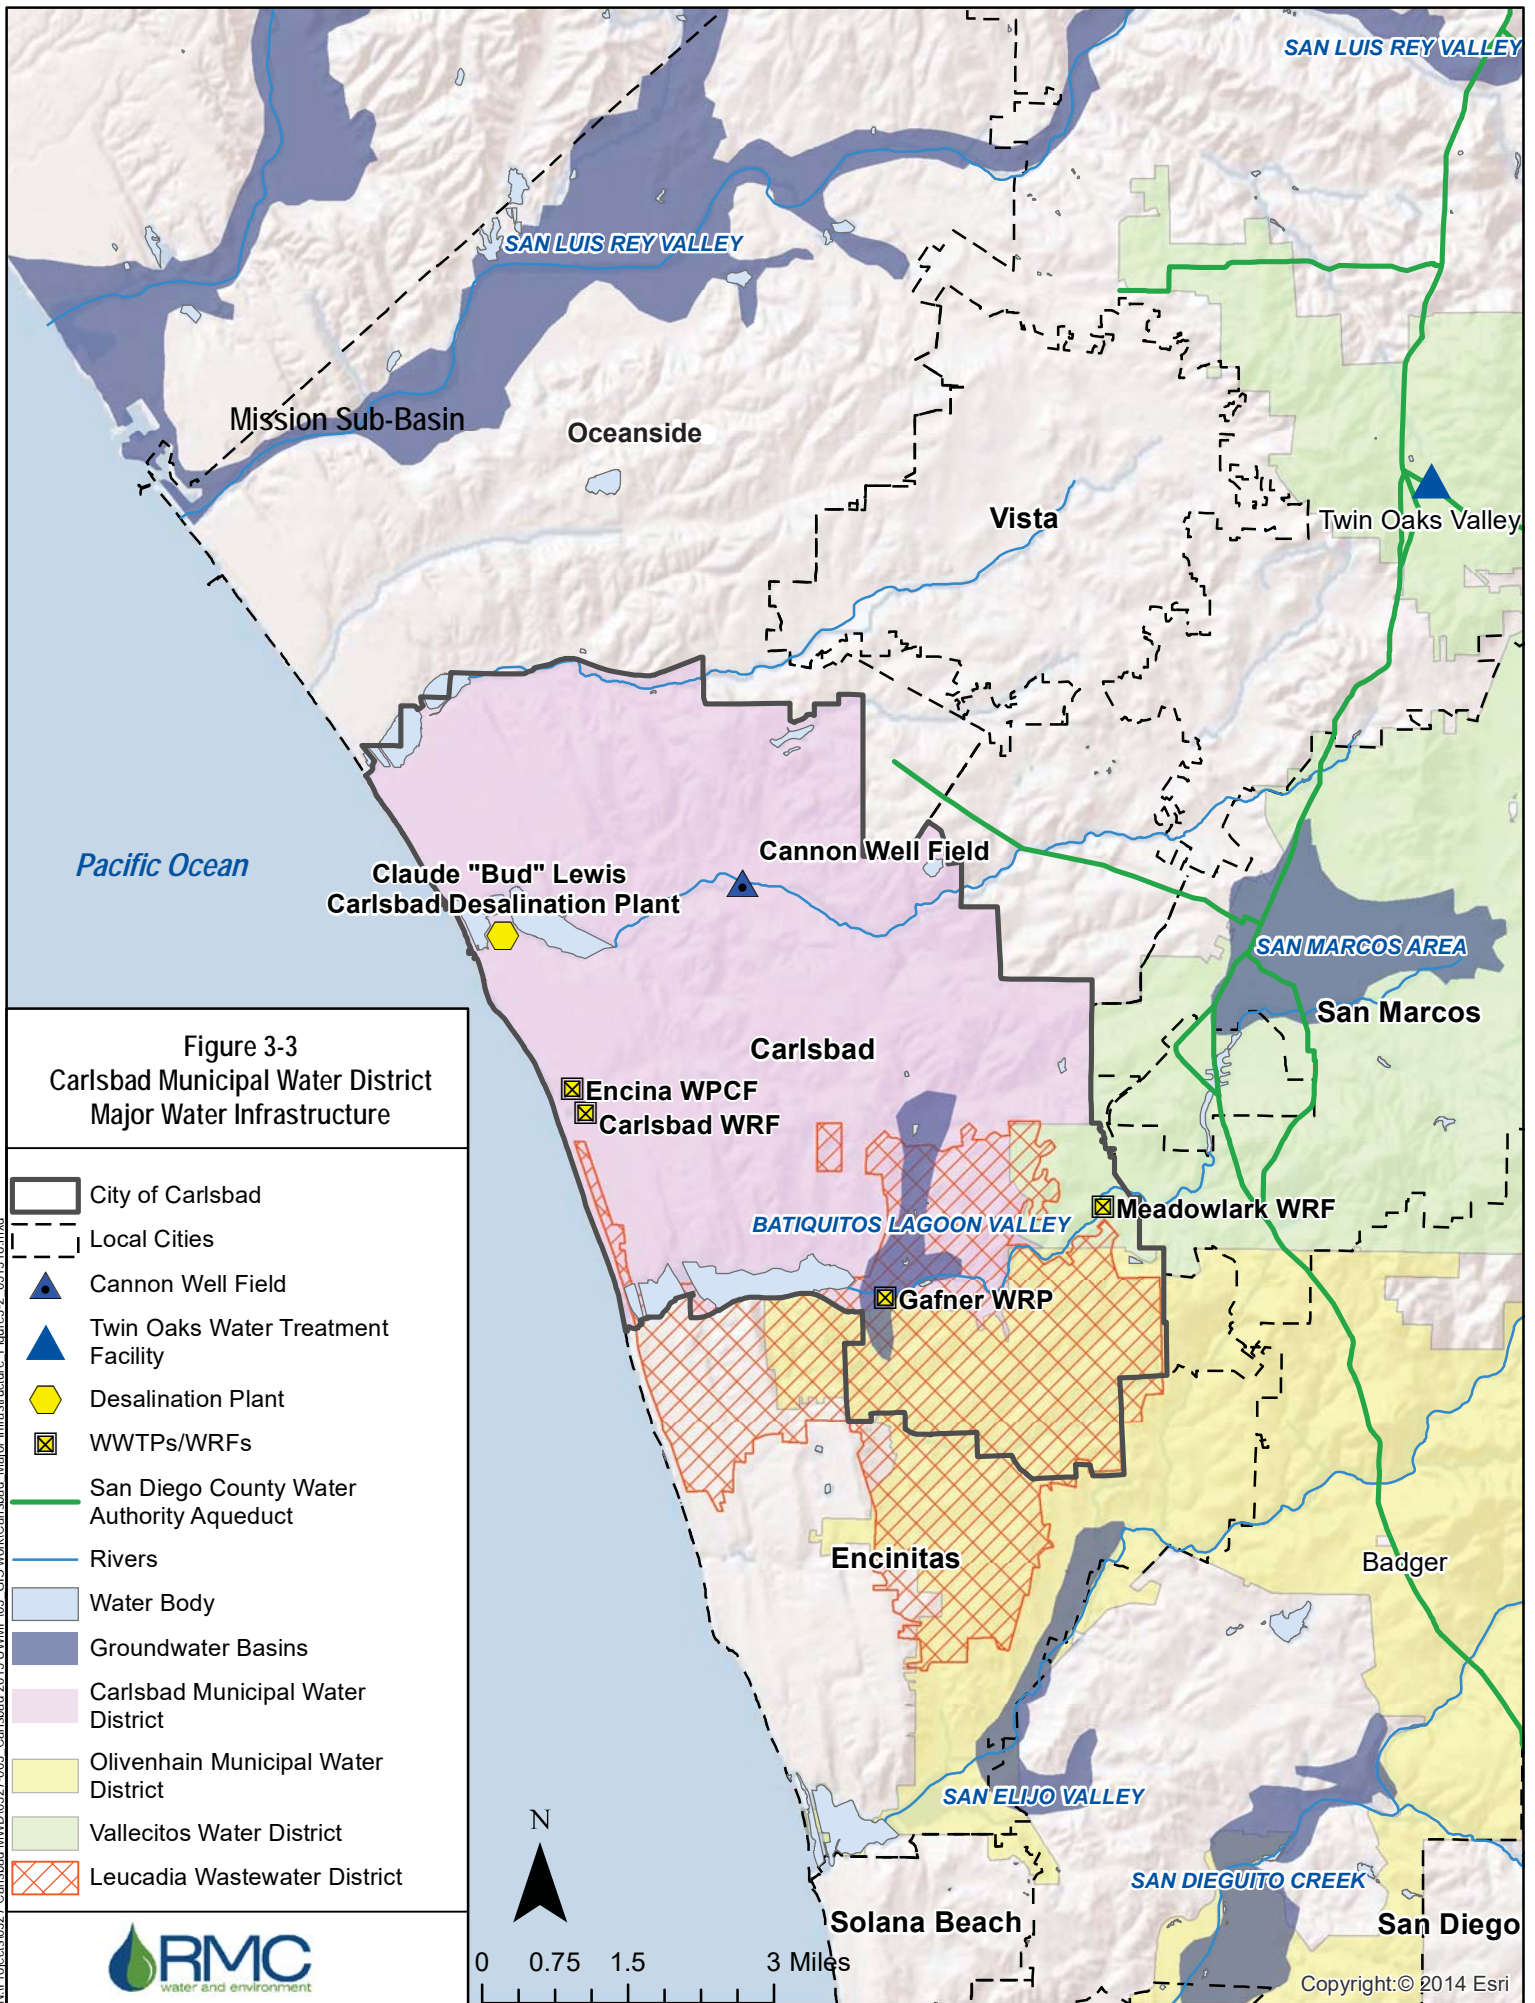 SAN LUIS REY VALLEY
SAN LUIS REY VALLEY
Mission Sub-Basin
Oceanside
Vista
Twin Oaks Valley
Pacific Ocean
Cannon Well Field
Claude "Bud" Lewis
Carlsbad Desalination Plant
SAN MARCOS AREA
San Marcos
Carlsbad
Encina WPCF
Carlsbad WRF
BATIQUITOS LAGOON VALLEY
Meadowlark WRF
Gafner WRP
Encinitas
Badger
SAN ELIJO VALLEY
SAN DIEGUITO CREEK
Solana Beach
San Diego
Figure 3-3
Carlsbad Municipal Water District
Major Water Infrastructure
City of Carlsbad
Local Cities
Cannon Well Field
Twin Oaks Water Treatment
Facility
Desalination Plant
WWTPs/WRFs
San Diego County Water
Authority Aqueduct
Rivers
Water Body
Groundwater Basins
Carlsbad Municipal Water
District
Olivenhain Municipal Water
District
Vallecitos Water District
Leucadia Wastewater District
RMC
water and environment
N
0 0.75 1.5 3 Miles
Copyright:© 2014 Esri